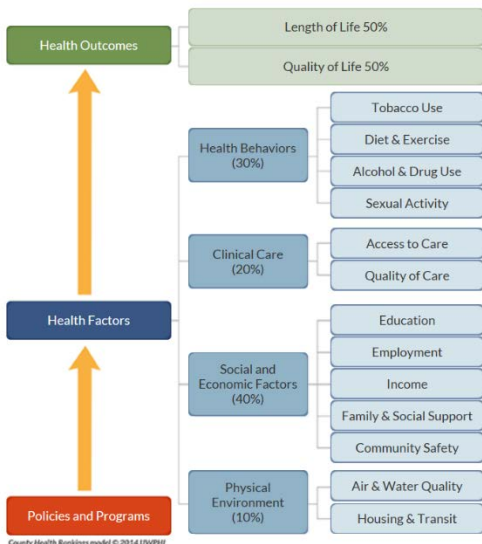 Health Outcomes
Length of Life 50%
Quality of Life 50%
Health Factors
Health Behaviors
(30%)
Tobacco Use
Diet & Exercise
Alcohol & Drug Use
Sexual Activity
Clinical Care
(20%)
Access to Care
Quality of Care
Social and
Economic Factors
(40%)
Education
Employment
Income
Family & Social Support
Community Safety
Physical
Environment
(10%)
Air & Water Quality
Housing & Transit
Policies and Programs
County Health Rankings model © 2014 UWPHI